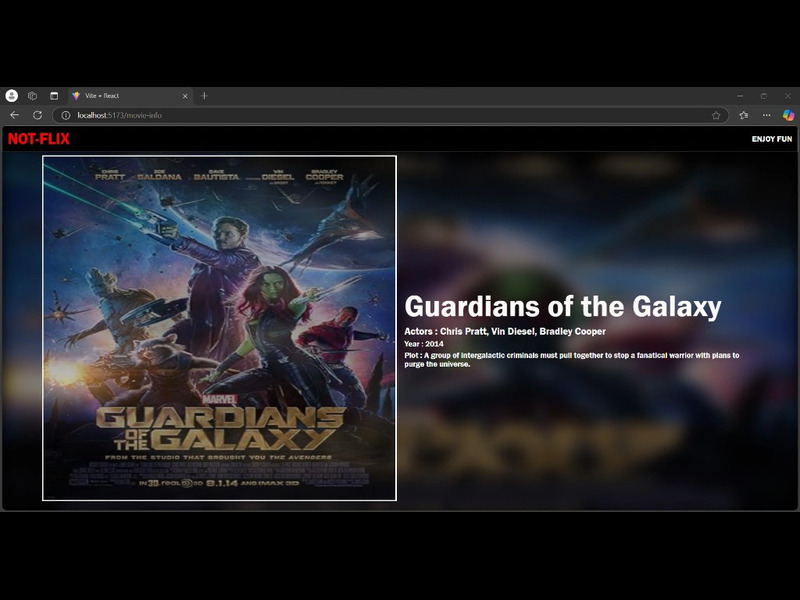 Vite + React
localhost:5173/movie-info
NOT-FLIX
ENJOY FUN
CHRIS PRATT
ZOE SALDANA
DAVE BAUTISTA
VIN DIESEL
BRADLEY COOPER
MARVEL
GUARDIANS
OF THE GALAXY
FROM THE STUDIO THAT BROUGHT YOU THE AVENGERS
IN 3D, REAL D 3D 8.1.14 AND IMAX 3D
Guardians of the Galaxy
Actors : Chris Pratt, Vin Diesel, Bradley Cooper
Year : 2014
Plot : A group of intergalactic criminals must pull together to stop a fanatical warrior with plans to
purge the universe.